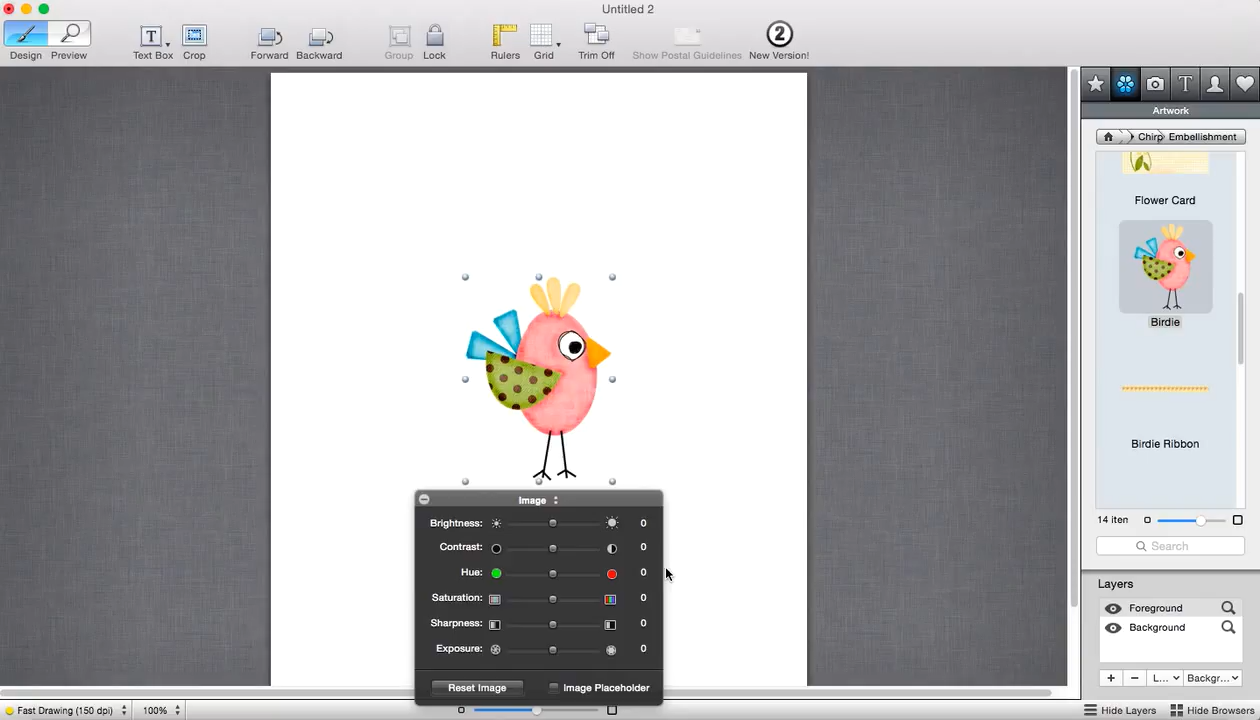 Untitled 2
Design Preview Text Box Crop Forward Backward Group Lock Rulers Grid Trim Off Show Postal Guidelines 2 New Version!
T
Artwork
Chirp Embellishment
Flower Card
Birdie
Birdie Ribbon
14 iten
Search
Layers
Foreground
Background
+ − L... Backgr...
Image
Brightness: 0
Contrast: 0
Hue: 0
Saturation: 0
Sharpness: 0
Exposure: 0
Reset Image Image Placeholder
Fast Drawing (150 dpi) 100% Hide Layers Hide Browsers